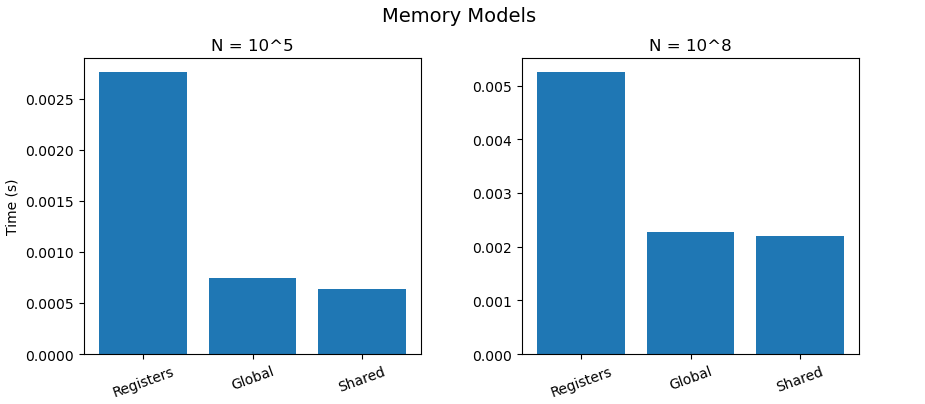 Memory Models
N = 10^5
Time (s)
0.0025
0.0020
0.0015
0.0010
0.0005
0.0000
Registers
Global
Shared
N = 10^8
0.005
0.004
0.003
0.002
0.001
0.000
Registers
Global
Shared